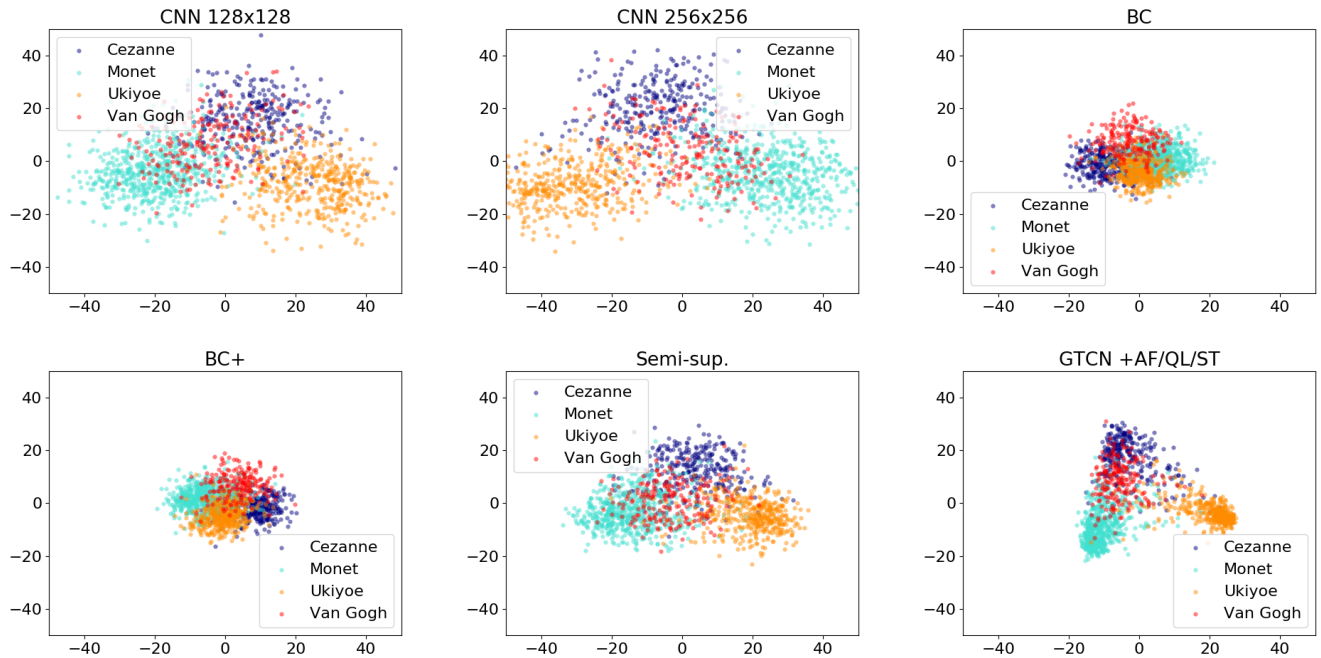 CNN 128x128
Cezanne
Monet
Ukiyoe
Van Gogh
40
20
0
−20
−40
−40 −20 0 20 40
CNN 256x256
Cezanne
Monet
Ukiyoe
Van Gogh
40
20
0
−20
−40
−40 −20 0 20 40
BC
40
20
0
−20
−40
Cezanne
Monet
Ukiyoe
Van Gogh
−40 −20 0 20 40
BC+
40
20
0
−20
−40
Cezanne
Monet
Ukiyoe
Van Gogh
−40 −20 0 20 40
Semi-sup.
Cezanne
Monet
Ukiyoe
Van Gogh
40
20
0
−20
−40
−40 −20 0 20 40
GTCN +AF/QL/ST
40
20
0
−20
−40
Cezanne
Monet
Ukiyoe
Van Gogh
−40 −20 0 20 40